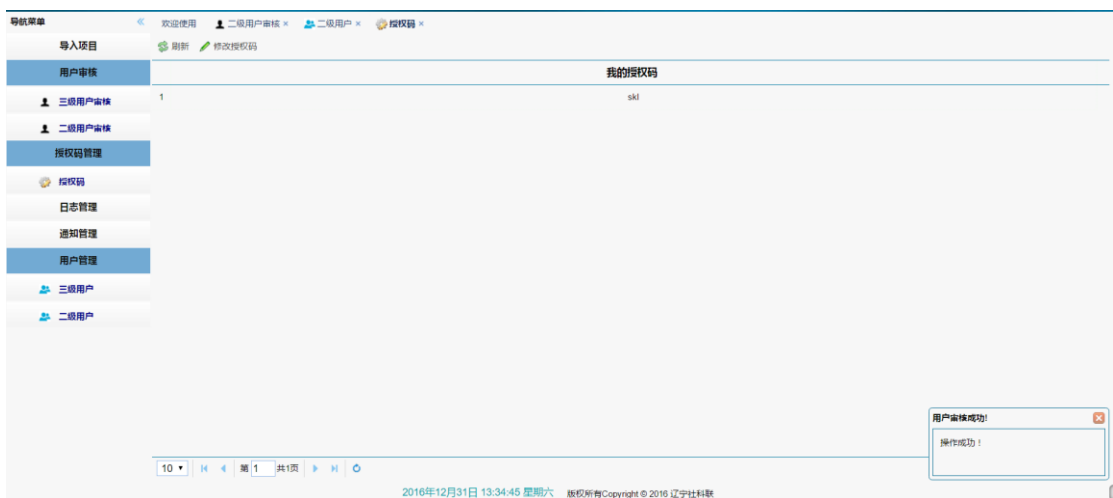 导航菜单
欢迎使用 二级用户审核 × 二级用户 × 授权码 ×
导入项目
刷新 修改授权码
用户审核
我的授权码
三级用户审核
1 skl
二级用户审核
授权码管理
授权码
日志管理
通知管理
用户管理
三级用户
二级用户
用户审核成功!
操作成功！
10 第 1 共1页
2016年12月31日 13:34:45 星期六 版权所有Copyright © 2016 辽宁社科联